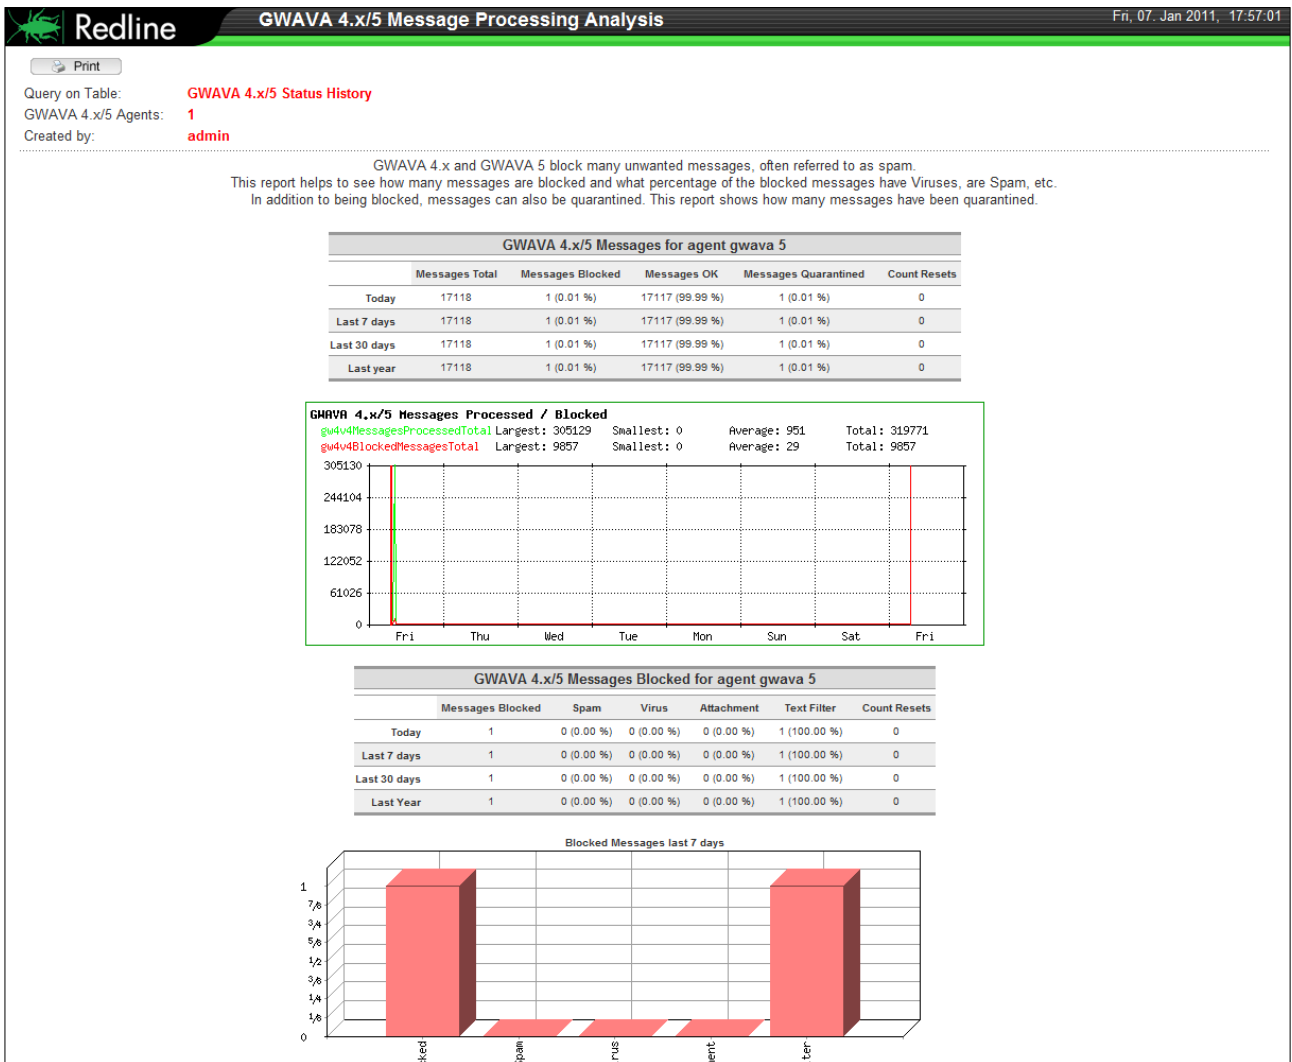 Redline
GWAVA 4.x/5 Message Processing Analysis
Fri, 07. Jan 2011, 17:57:01
Print
Query on Table: GWAVA 4.x/5 Status History
GWAVA 4.x/5 Agents: 1
Created by: admin
GWAVA 4.x and GWAVA 5 block many unwanted messages, often referred to as spam.
This report helps to see how many messages are blocked and what percentage of the blocked messages have Viruses, are Spam, etc.
In addition to being blocked, messages can also be quarantined. This report shows how many messages have been quarantined.
GWAVA 4.x/5 Messages for agent gwava 5
Messages Total Messages Blocked Messages OK Messages Quarantined Count Resets
Today 17118 1 (0.01 %) 17117 (99.99 %) 1 (0.01 %) 0
Last 7 days 17118 1 (0.01 %) 17117 (99.99 %) 1 (0.01 %) 0
Last 30 days 17118 1 (0.01 %) 17117 (99.99 %) 1 (0.01 %) 0
Last year 17118 1 (0.01 %) 17117 (99.99 %) 1 (0.01 %) 0
GWAVA 4.x/5 Messages Processed / Blocked
gw4v4MessagesProcessedTotal Largest: 305129 Smallest: 0 Average: 951 Total: 319771
gw4v4BlockedMessagesTotal Largest: 9857 Smallest: 0 Average: 29 Total: 9857
305130
244104
183078
122052
61026
0
Fri Thu Wed Tue Mon Sun Sat Fri
GWAVA 4.x/5 Messages Blocked for agent gwava 5
Messages Blocked Spam Virus Attachment Text Filter Count Resets
Today 1 0 (0.00 %) 0 (0.00 %) 0 (0.00 %) 1 (100.00 %) 0
Last 7 days 1 0 (0.00 %) 0 (0.00 %) 0 (0.00 %) 1 (100.00 %) 0
Last 30 days 1 0 (0.00 %) 0 (0.00 %) 0 (0.00 %) 1 (100.00 %) 0
Last Year 1 0 (0.00 %) 0 (0.00 %) 0 (0.00 %) 1 (100.00 %) 0
Blocked Messages last 7 days
1
7/8
3/4
5/8
1/2
3/8
1/4
1/8
0